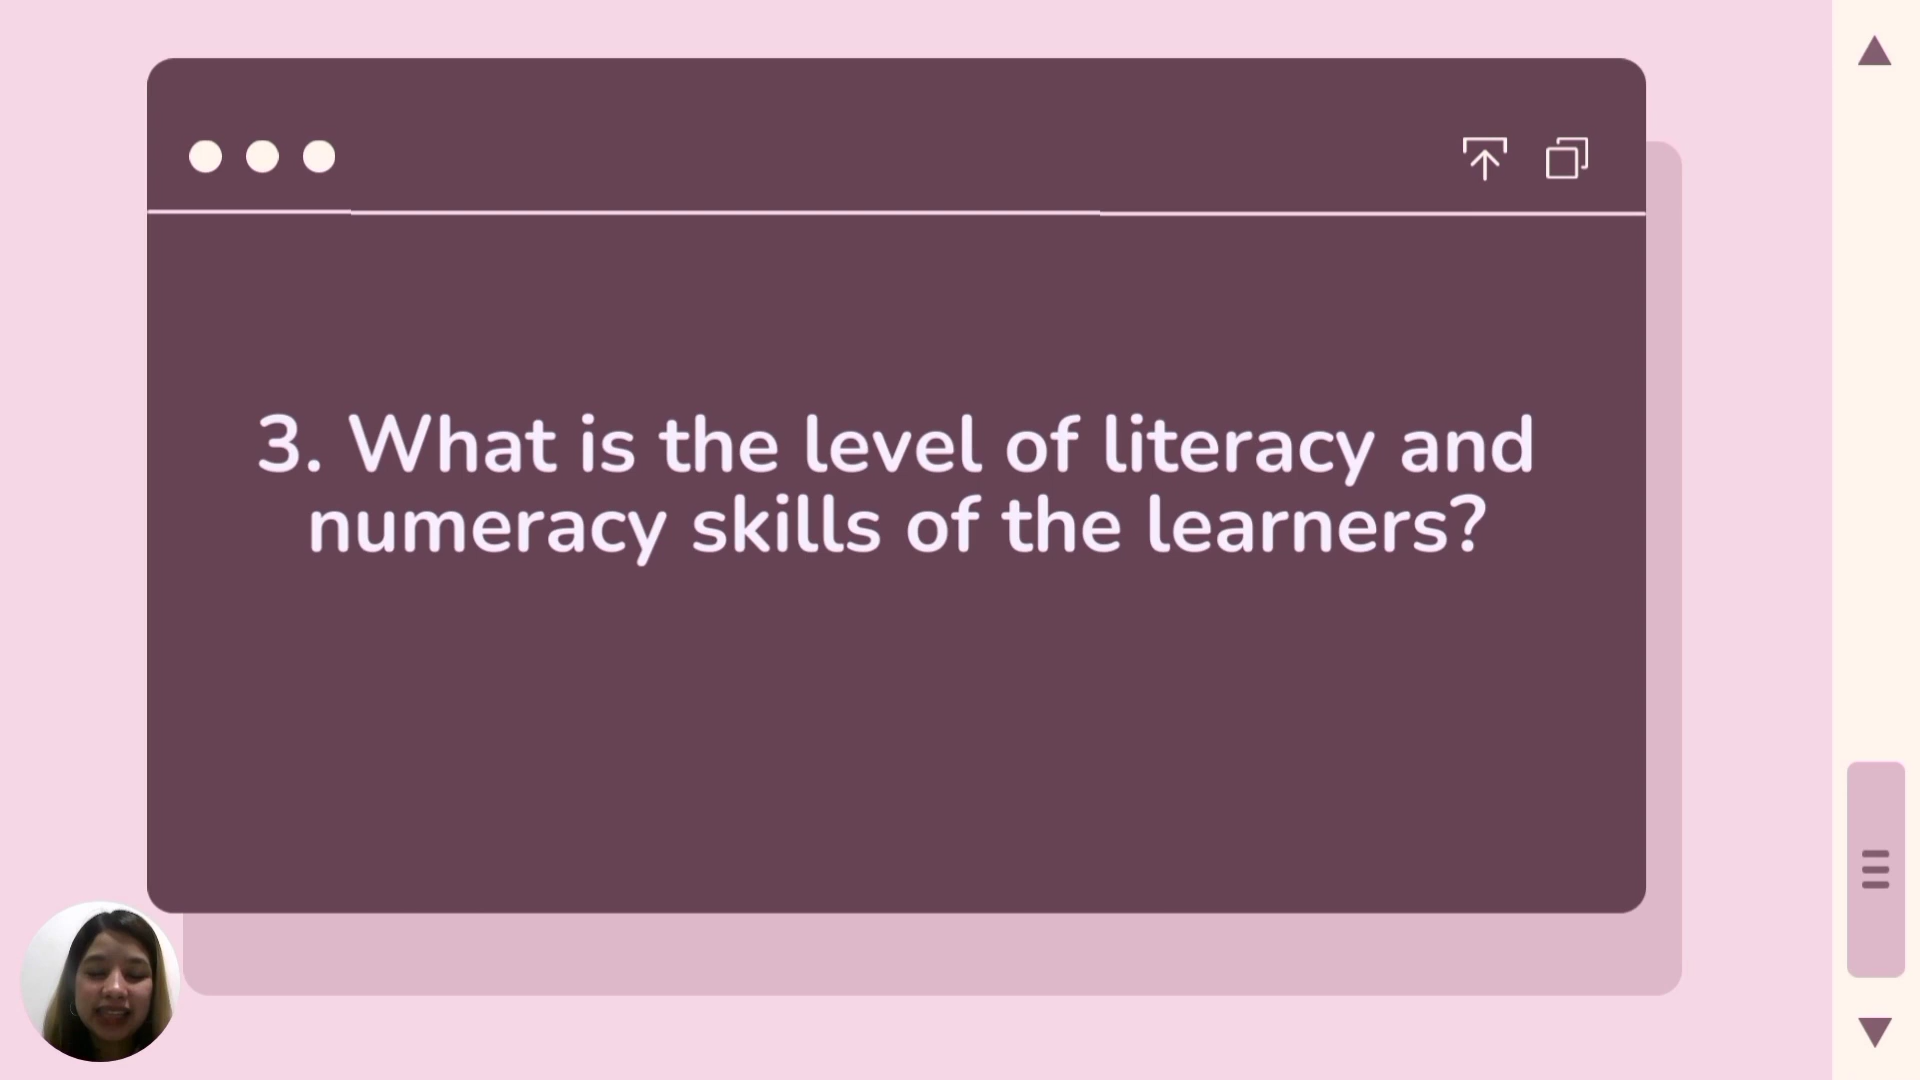 3. What is the level of literacy and
numeracy skills of the learners?